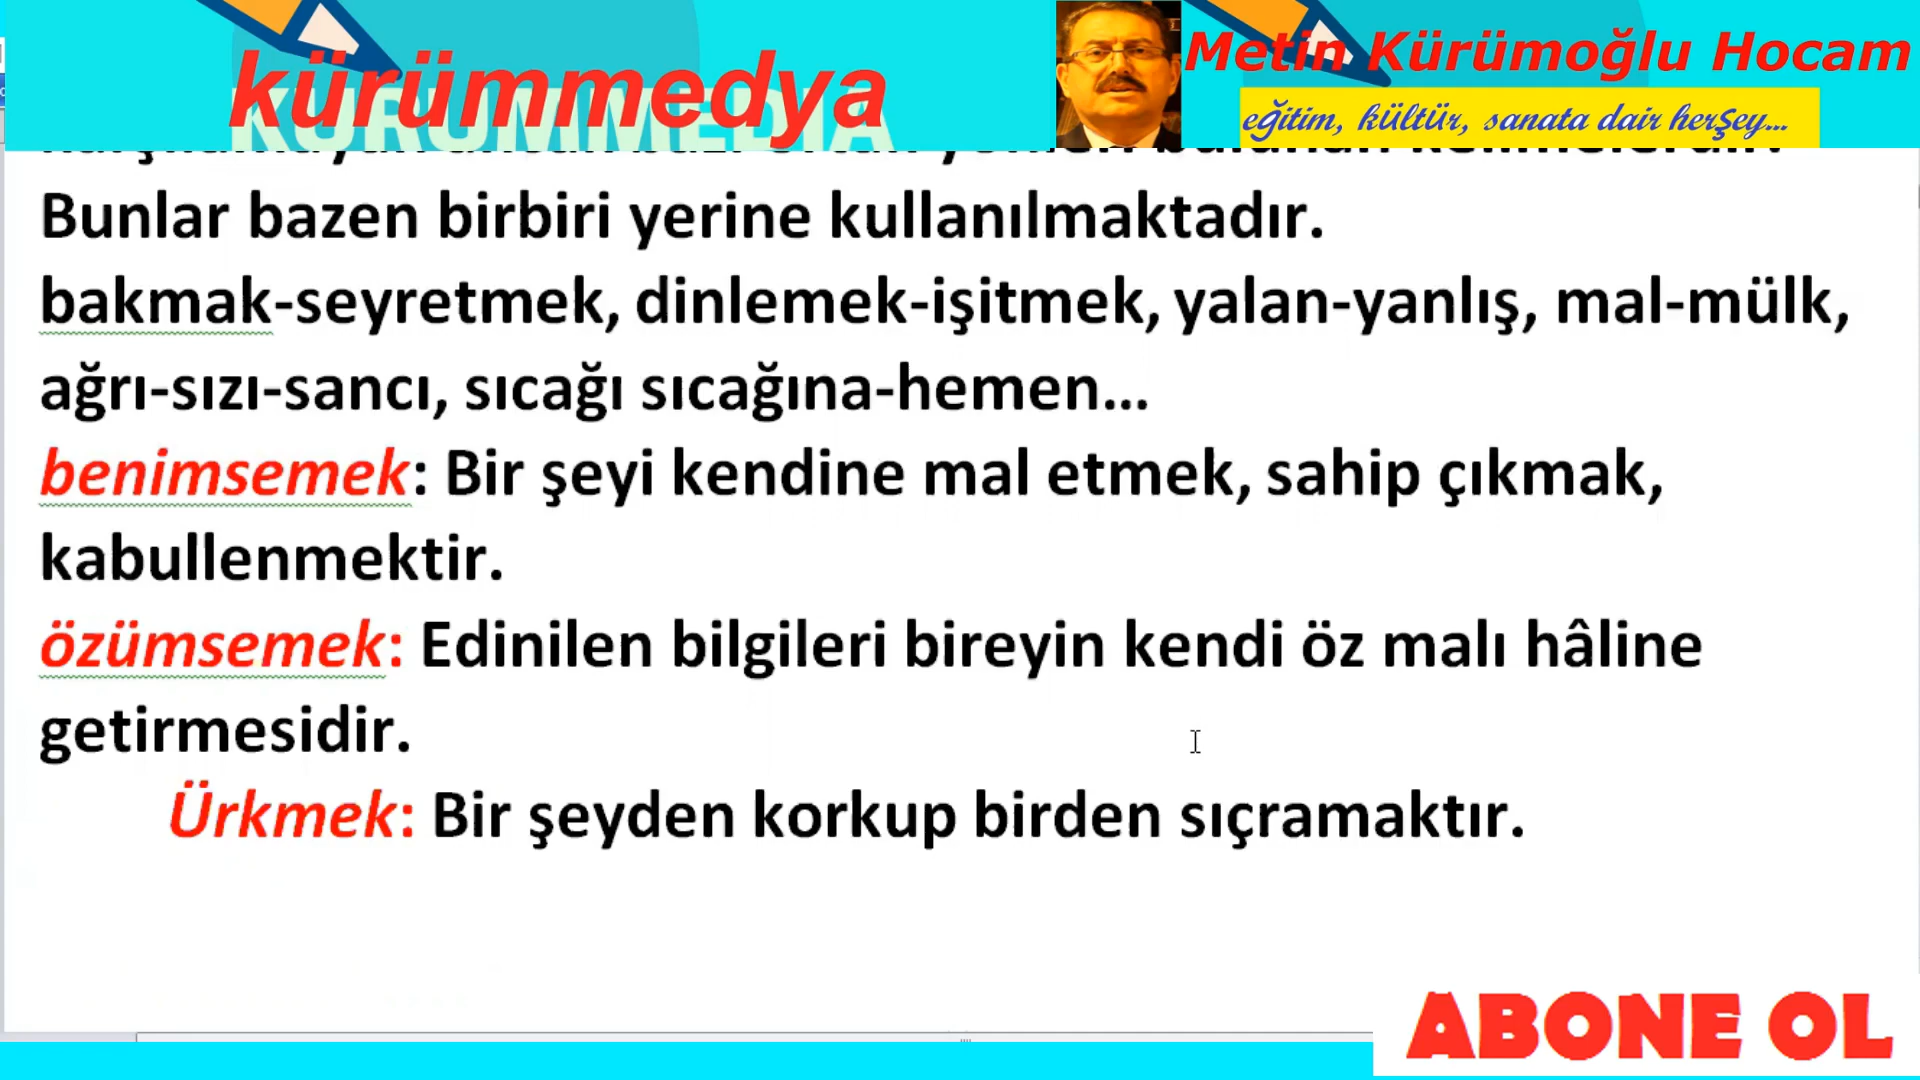 kürümmedya
KÜRÜMMEDIA
Metin Kürümoğlu Hocam
eğitim, kültür, sanata dair herşey...
Bunlar bazen birbiri yerine kullanılmaktadır.
bakmak-seyretmek, dinlemek-işitmek, yalan-yanlış, mal-mülk,
ağrı-sızı-sancı, sıcağı sıcağına-hemen...
benimsemek: Bir şeyi kendine mal etmek, sahip çıkmak,
kabullenmektir.
özümsemek: Edinilen bilgileri bireyin kendi öz malı hâline
getirmesidir.
Ürkmek: Bir şeyden korkup birden sıçramaktır.
ABONE OL